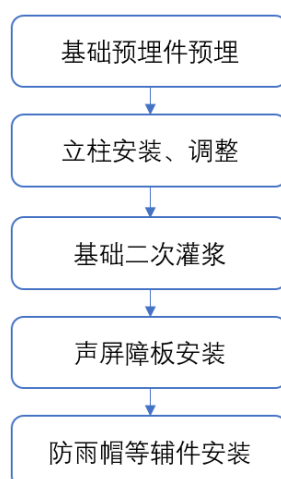 基础预埋件预埋
立柱安装、调整
基础二次灌浆
声屏障板安装
防雨帽等辅件安装